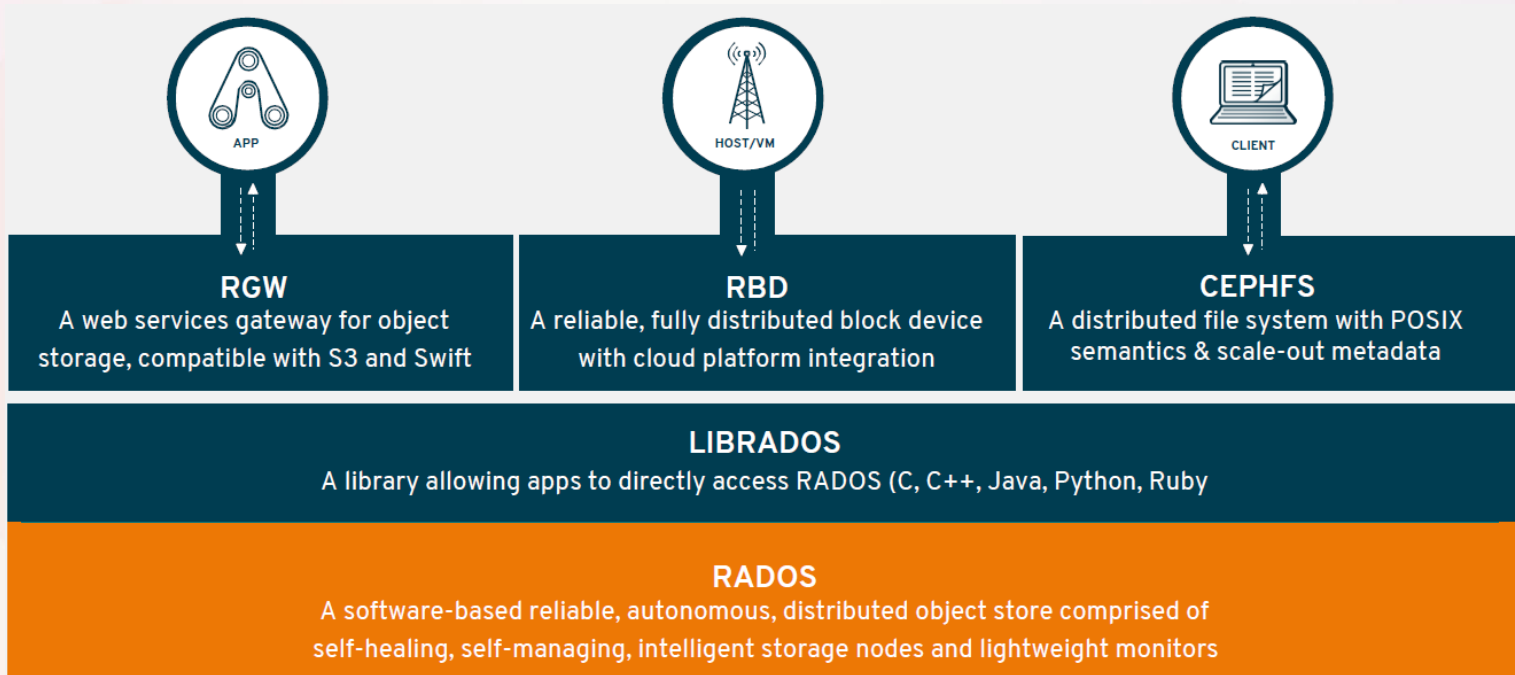 APP
HOST/VM
CLIENT
RGW
A web services gateway for object
storage, compatible with S3 and Swift
RBD
A reliable, fully distributed block device
with cloud platform integration
CEPHFS
A distributed file system with POSIX
semantics & scale-out metadata
LIBRADOS
A library allowing apps to directly access RADOS (C, C++, Java, Python, Ruby
RADOS
A software-based reliable, autonomous, distributed object store comprised of
self-healing, self-managing, intelligent storage nodes and lightweight monitors